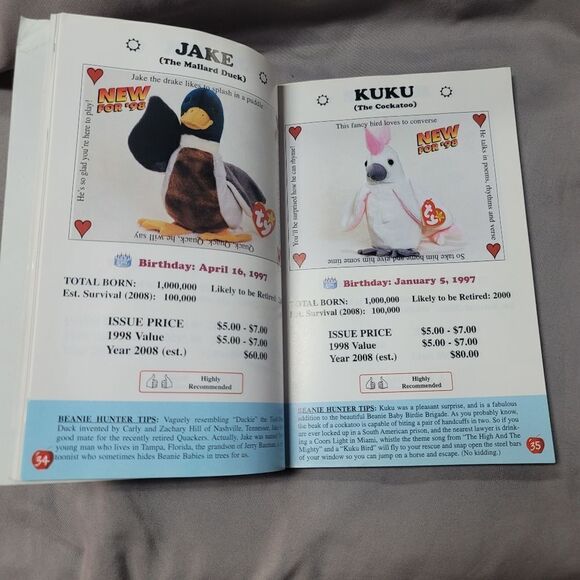 JAKE
(The Mallard Duck)
Jake the drake likes to splash in a puddle
He's so glad you're here to play!
NEW
FOR '98
ty
Quack, Quack, Quack, he will say
Birthday: April 16, 1997
TOTAL BORN: 1,000,000 Likely to be Retired:
Est. Survival (2008): 100,000
ISSUE PRICE $5.00 - $7.00
1998 Value $5.00 - $7.00
Year 2008 (est.) $60.00
Highly
Recommended
BEANIE HUNTER TIPS: Vaguely resembling "Duckie" the
Duck invented by Carly and Zachary Hill of Nashville, Tennessee, Jake
good mate for the recently retired Quackers. Actually, Jake was named
young man who lives in Tampa, Florida, the grandson of Jerry
toonist who sometimes hides Beanie Babies in trees for us.
34
KUKU
(The Cockatoo)
This fancy bird loves to converse
He talks in poems, rhythms and verse
So take him home and give him some time
You'll be surprised how he can rhyme!
NEW
FOR '98
ty
Birthday: January 5, 1997
TOTAL BORN: 1,000,000 Likely to be Retired: 2000
Est. Survival (2008): 100,000
ISSUE PRICE $5.00 - $7.00
1998 Value $5.00 - $7.00
Year 2008 (est.) $80.00
Highly
Recommended
BEANIE HUNTER TIPS: Kuku was a pleasant surprise, and is a fabulous
addition to the beautiful Beanie Baby Birdie Brigade. As you probably know,
the beak of a cockatoo is capable of biting a pair of handcuffs in two. So if you
are ever locked up in a South American prison, and the nearest lawyer is drink-
ing a Coors Light in Miami, whistle the theme song from "The High And The
Mighty" and a "Kuku Bird" will fly to your rescue and snap open the steel bars
of your window so you can jump on a horse and escape. (No kidding.)
35